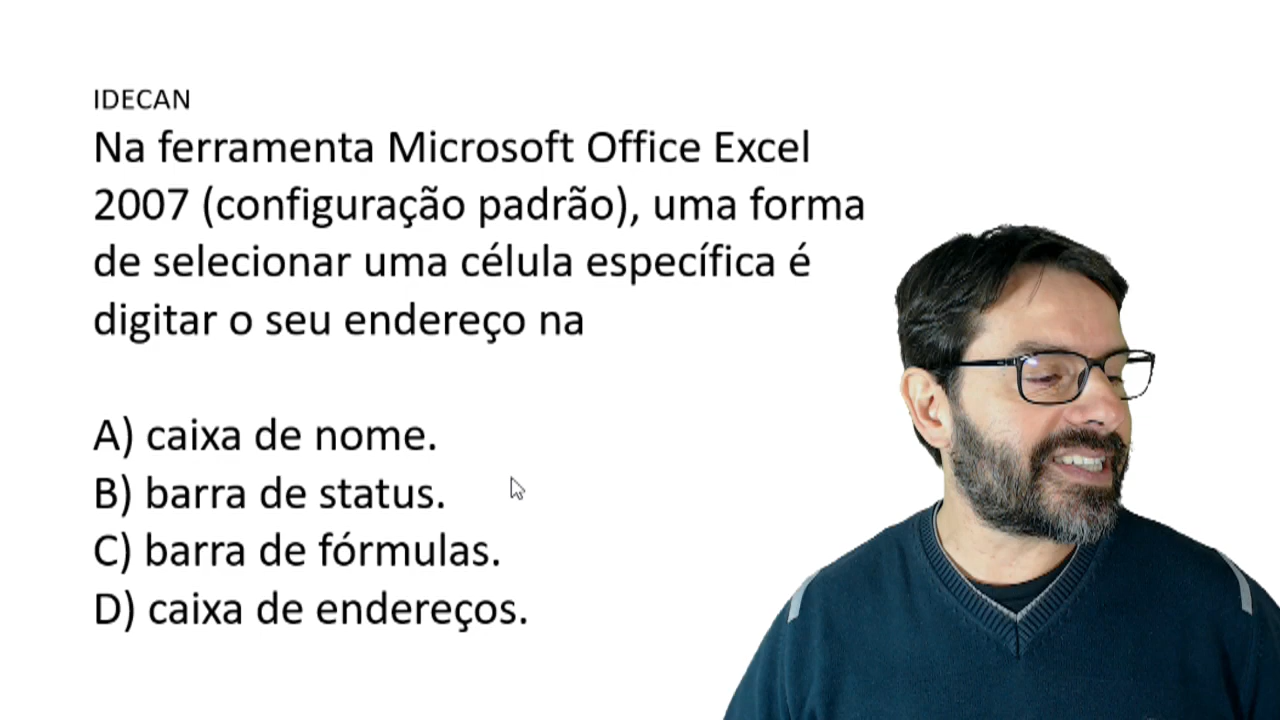 IDECAN
Na ferramenta Microsoft Office Excel
2007 (configuração padrão), uma forma
de selecionar uma célula específica é
digitar o seu endereço na
A) caixa de nome.
B) barra de status.
C) barra de fórmulas.
D) caixa de endereços.